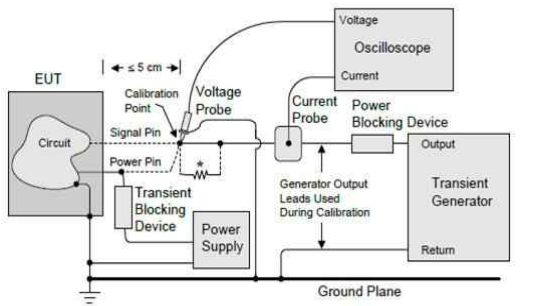 Voltage
Oscilloscope
Current
≤ 5 cm
EUT
Calibration
Point
Voltage
Probe
Current
Probe
Power
Blocking Device
Circuit
Signal Pin
Power Pin
*
Output
Transient
Generator
Return
Generator Output
Leads Used
During Calibration
Transient
Blocking
Device
Power
Supply
Ground Plane